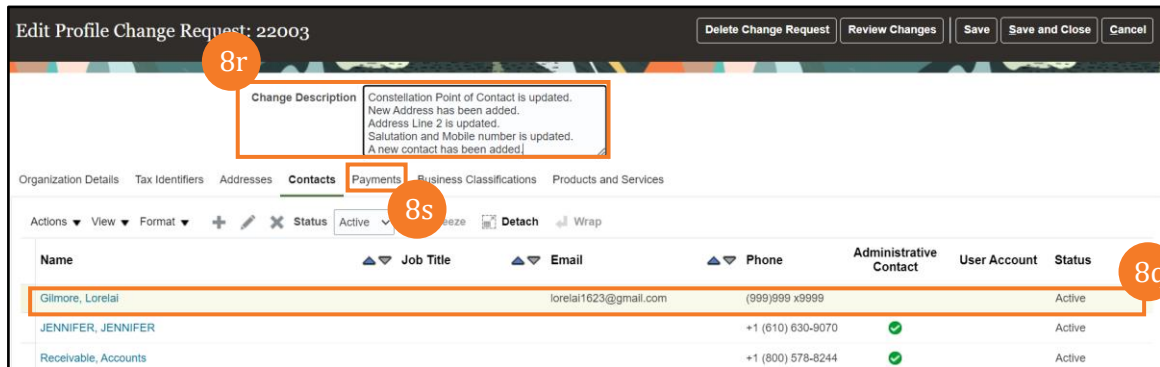 Edit Profile Change Request: 22003
Delete Change Request Review Changes Save Save and Close Cancel
8r
Change Description
Constellation Point of Contact is updated.
New Address has been added.
Address Line 2 is updated.
Salutation and Mobile number is updated.
A new contact has been added.
Organization Details Tax Identifiers Addresses Contacts Payments Business Classifications Products and Services
8s
Actions View Format Status Active Detach Wrap
Name Job Title Email Phone Administrative Contact User Account Status
Gilmore, Lorelai lorelai1623@gmail.com (999)999 x9999 Active
JENNIFER, JENNIFER +1 (610) 630-9070 Active
Receivable, Accounts +1 (800) 578-8244 Active